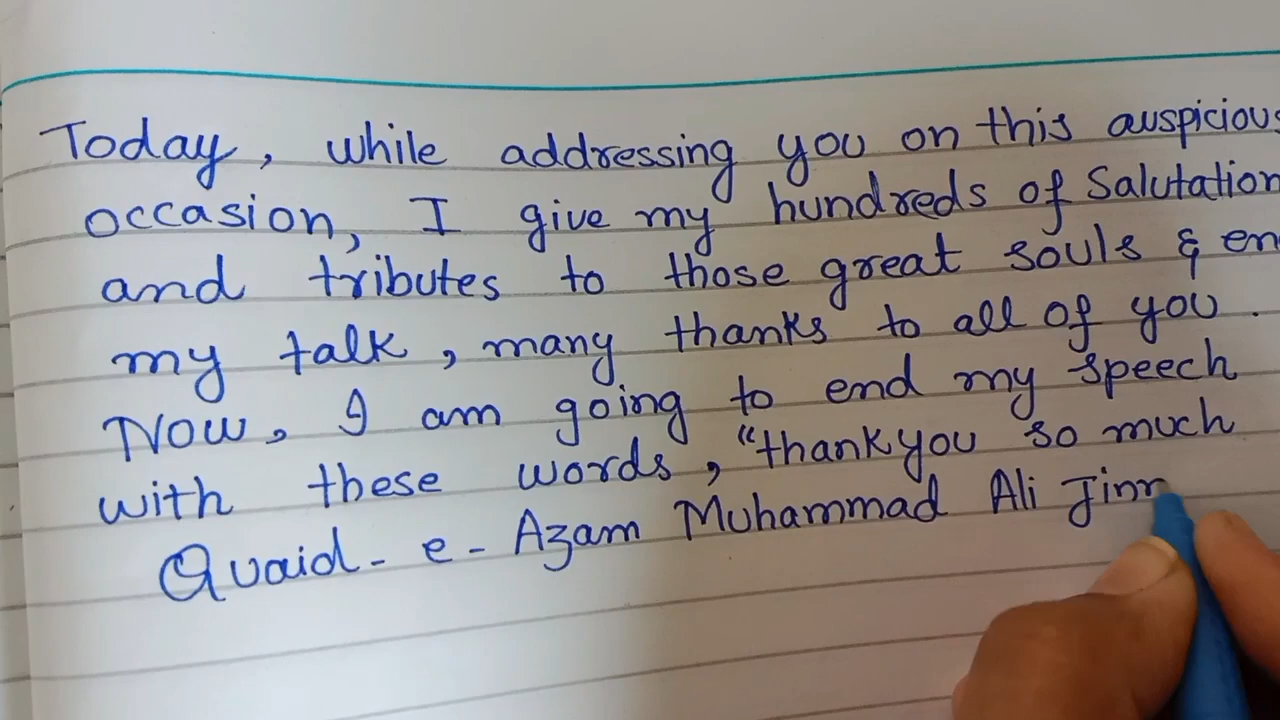 Today, while addressing you on this auspicious
occasion, I give my hundreds of Salutation
and tributes to those great souls & en
my talk, many thanks to all of you.
Now, I am going to end my speech
with these words, "thankyou so much
Quaid-e-Azam Muhammad Ali Jinn